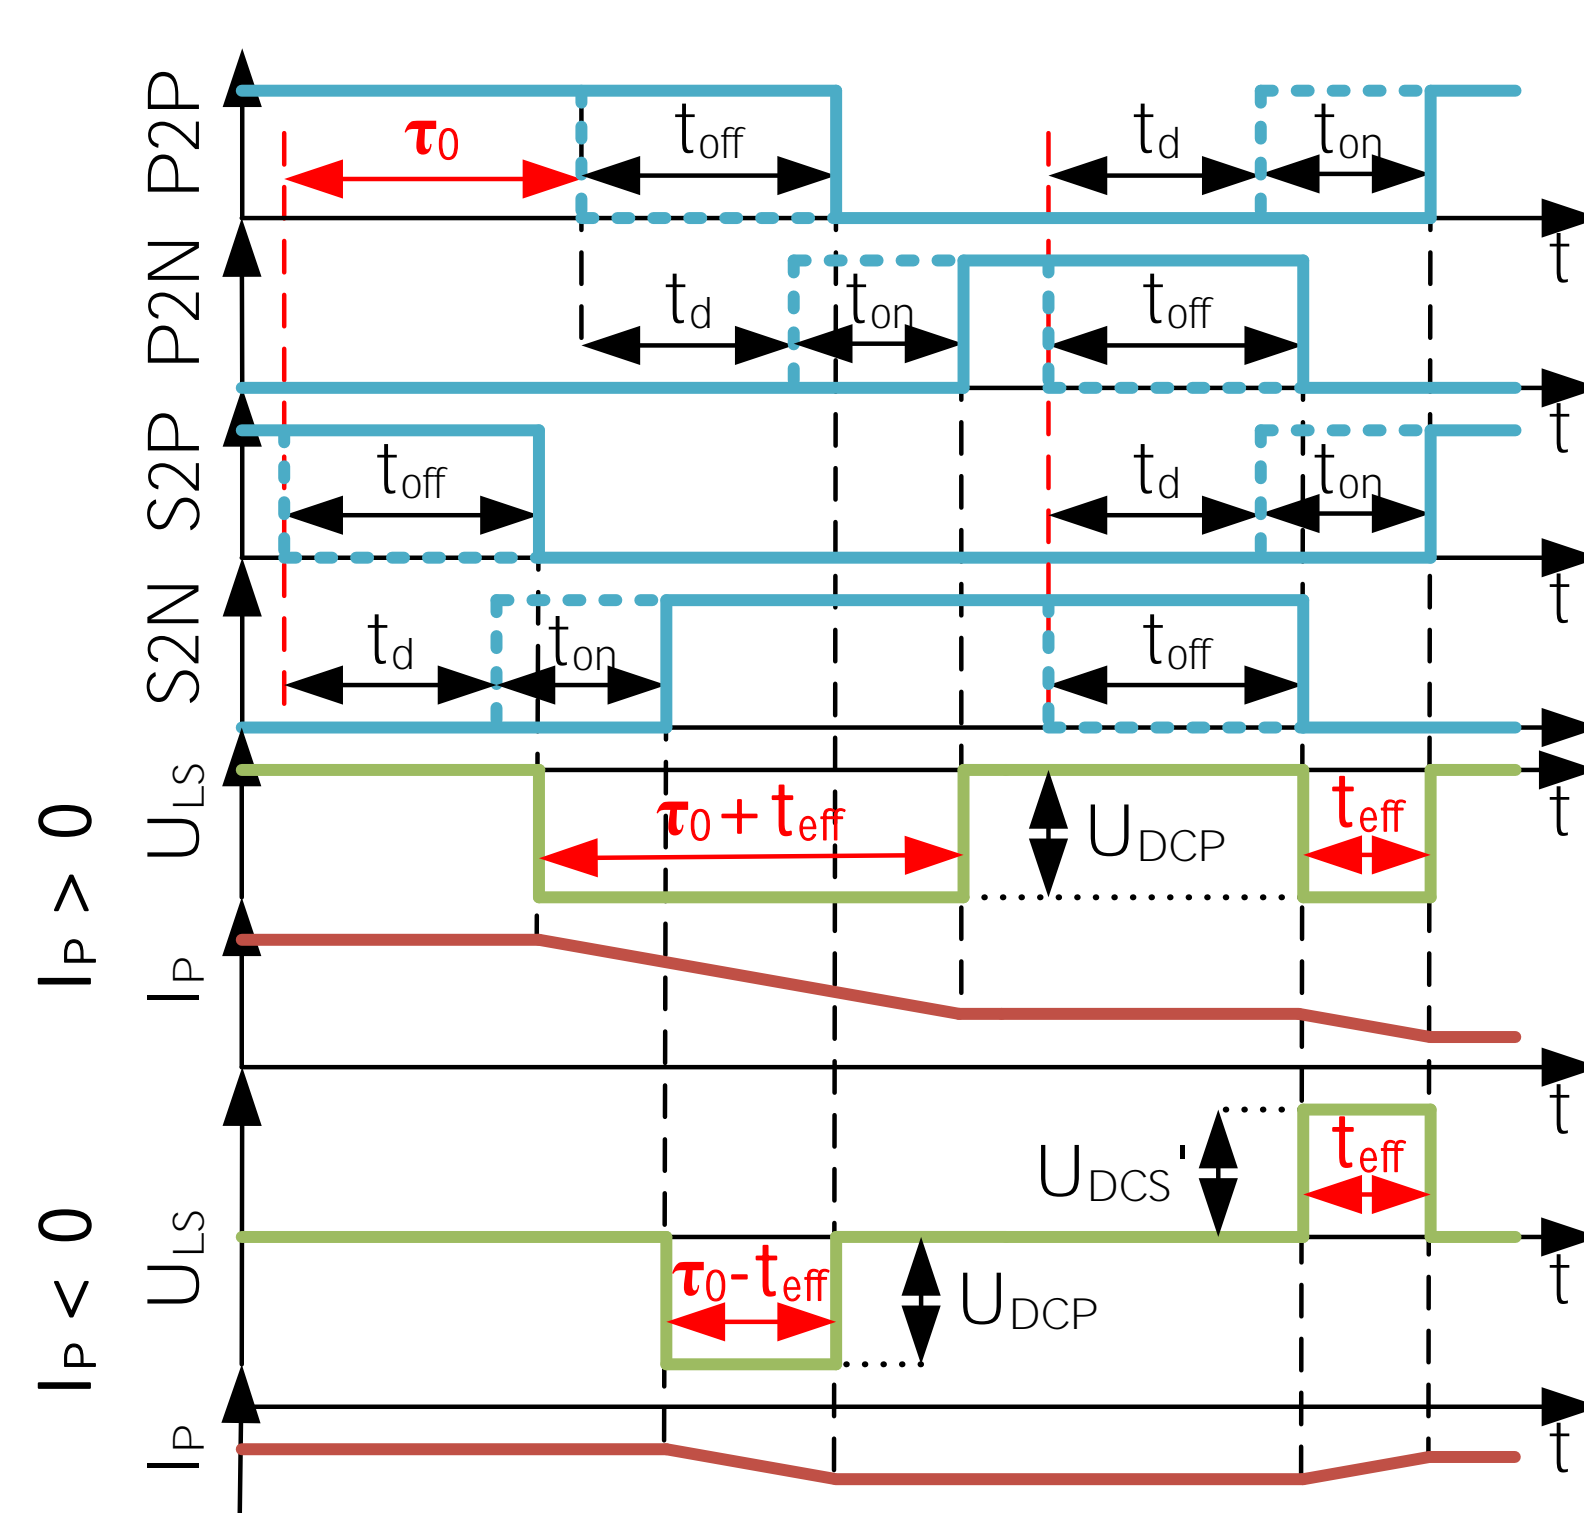 P2P
τ0
toff
td
ton
t
P2N
td
ton
toff
t
S2P
toff
td
ton
t
S2N
td
ton
toff
IP > 0
ULS
τ0+teff
UDCP
teff
t
IP
t
IP < 0
ULS
τ0-teff
UDCP
UDCS'
teff
t
IP
t